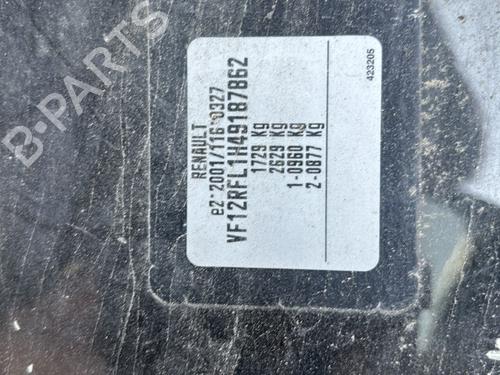 RENAULT
e2*2001/116*0327
VF12RFL1H49187862
1729 Kg
2629 Kg
1-0960 Kg
2-0877 Kg
423205
B-PARTS